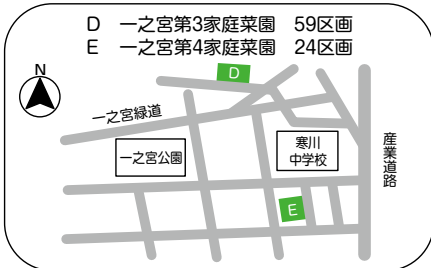 D 一之宮第3家庭菜園 59区画
E 一之宮第4家庭菜園 24区画
N
D
一之宮緑道
一之宮公園
寒川
中学校
産業道路
E